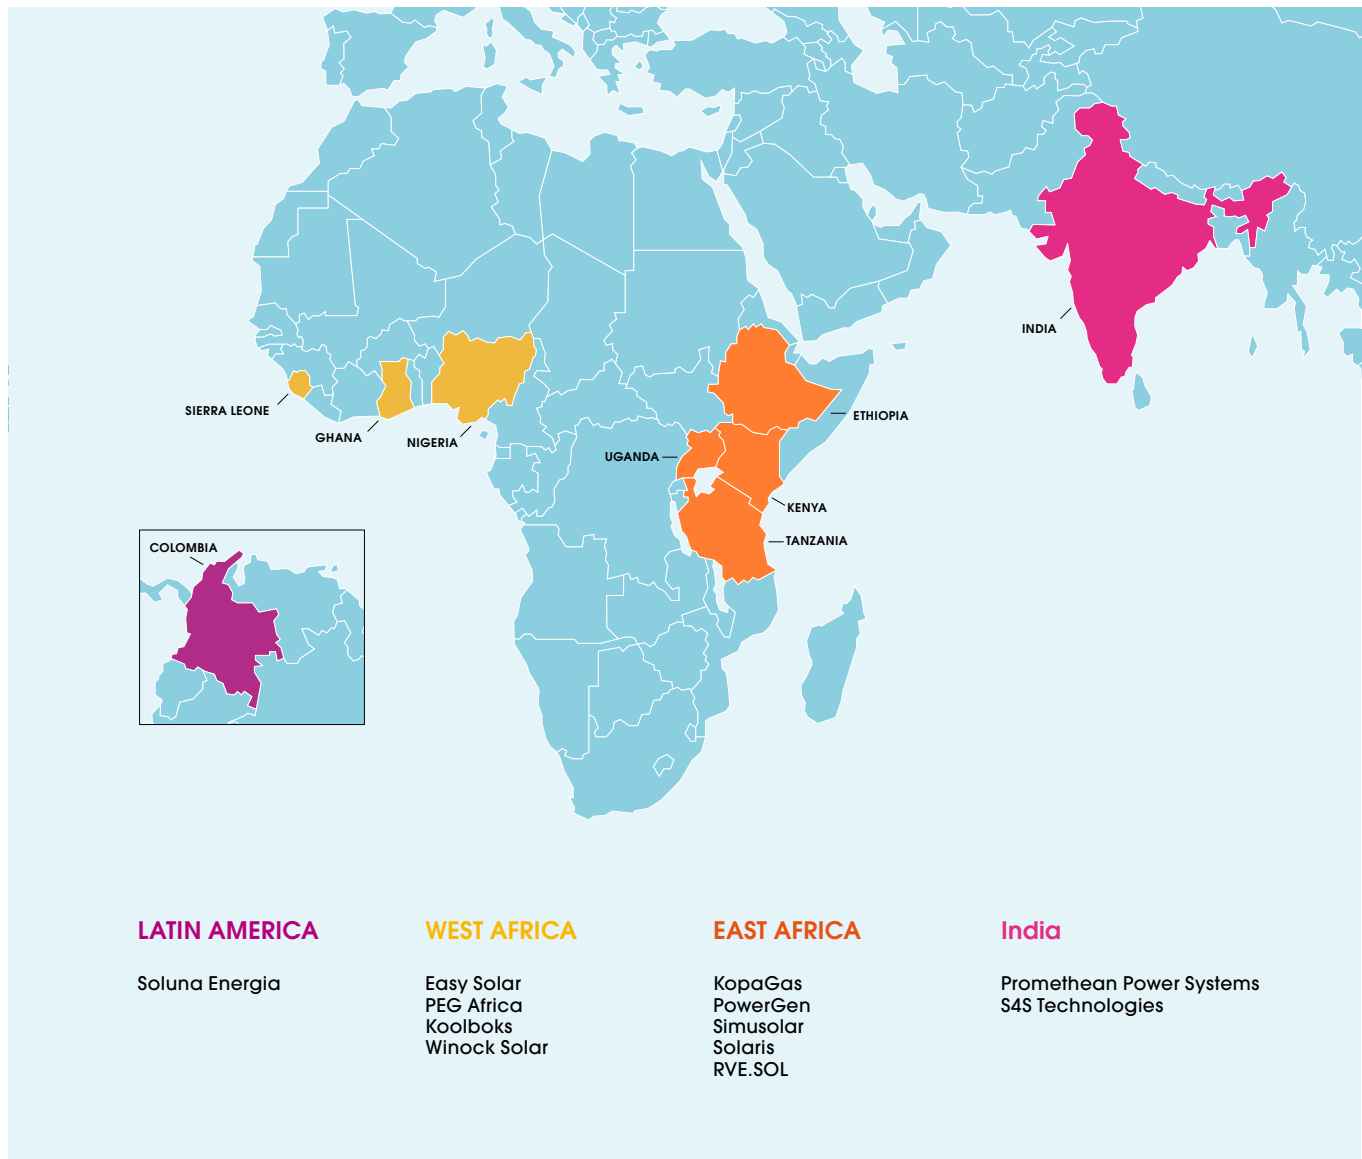 INDIA
SIERRA LEONE
GHANA
NIGERIA
ETHIOPIA
UGANDA
KENYA
TANZANIA
COLOMBIA
LATIN AMERICA
Soluna Energia
WEST AFRICA
Easy Solar
PEG Africa
Koolboks
Winock Solar
EAST AFRICA
KopaGas
PowerGen
Simusolar
Solaris
RVE.SOL
India
Promethean Power Systems
S4S Technologies